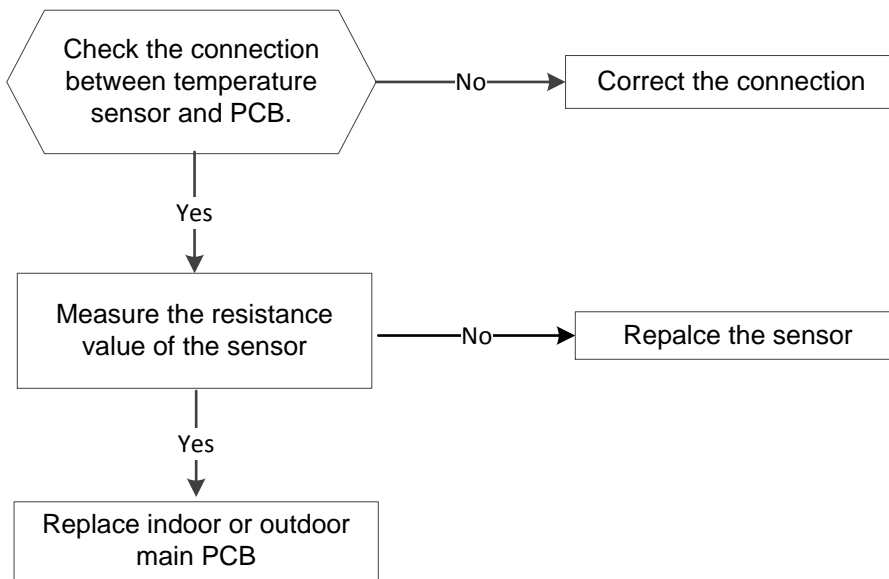 Check the connection
between temperature
sensor and PCB.
No
Correct the connection
Yes
Measure the resistance
value of the sensor
No
Repalce the sensor
Yes
Replace indoor or outdoor
main PCB